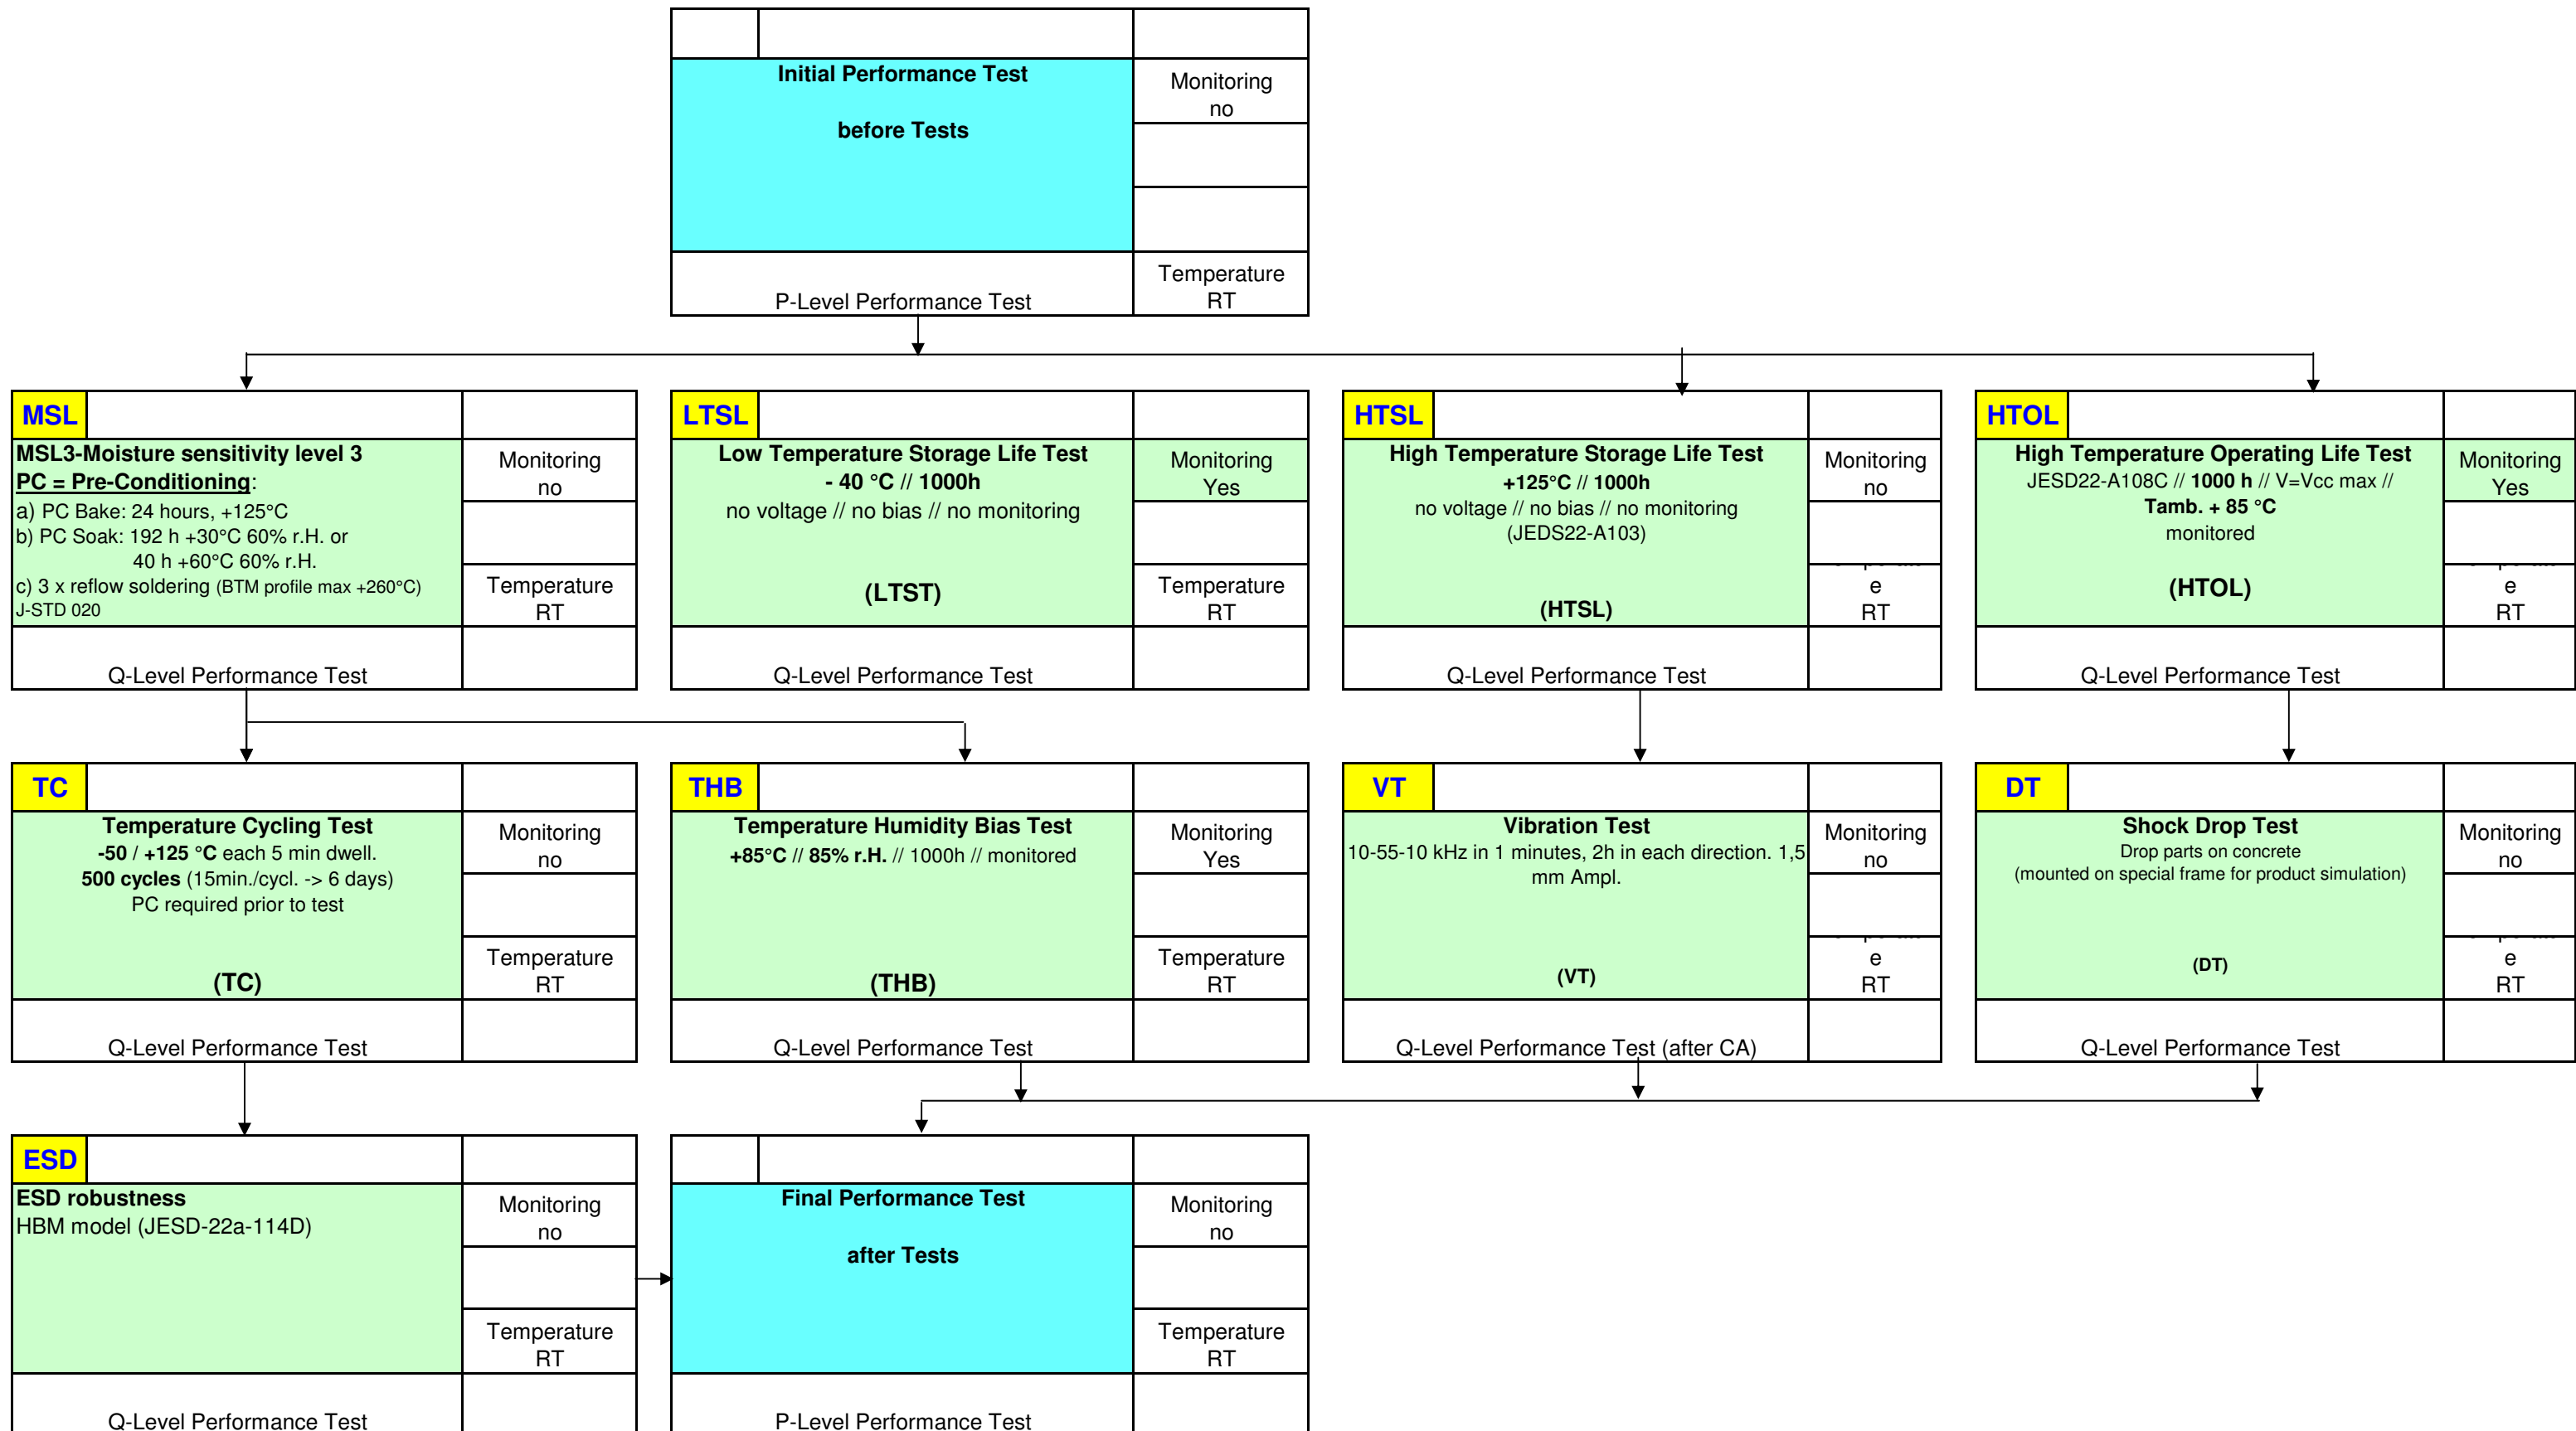 Initial Performance Test
before Tests
Monitoring
no
P-Level Performance Test
Temperature
RT
MSL
MSL3-Moisture sensitivity level 3
PC = Pre-Conditioning:
a) PC Bake: 24 hours, +125°C
b) PC Soak: 192 h +30°C 60% r.H. or
40 h +60°C 60% r.H.
c) 3 x reflow soldering (BTM profile max +260°C)
J-STD 020
Monitoring
no
Temperature
RT
Q-Level Performance Test
LTSL
Low Temperature Storage Life Test
- 40 °C // 1000h
no voltage // no bias // no monitoring
(LTST)
Monitoring
Yes
Temperature
RT
Q-Level Performance Test
HTSL
High Temperature Storage Life Test
+125°C // 1000h
no voltage // no bias // no monitoring
(JEDS22-A103)
(HTSL)
Monitoring
no
e
RT
Q-Level Performance Test
HTOL
High Temperature Operating Life Test
JESD22-A108C // 1000 h // V=Vcc max //
Tamb. + 85 °C
monitored
(HTOL)
Monitoring
Yes
e
RT
Q-Level Performance Test
TC
Temperature Cycling Test
-50 / +125 °C each 5 min dwell.
500 cycles (15min./cycl. -> 6 days)
PC required prior to test
(TC)
Monitoring
no
Temperature
RT
Q-Level Performance Test
THB
Temperature Humidity Bias Test
+85°C // 85% r.H. // 1000h // monitored
(THB)
Monitoring
Yes
Temperature
RT
Q-Level Performance Test
VT
Vibration Test
10-55-10 kHz in 1 minutes, 2h in each direction. 1,5
mm Ampl.
(VT)
Monitoring
no
e
RT
Q-Level Performance Test (after CA)
DT
Shock Drop Test
Drop parts on concrete
(mounted on special frame for product simulation)
(DT)
Monitoring
no
e
RT
Q-Level Performance Test
ESD
ESD robustness
HBM model (JESD-22a-114D)
Monitoring
no
Temperature
RT
Q-Level Performance Test
Final Performance Test
after Tests
Monitoring
no
Temperature
RT
P-Level Performance Test